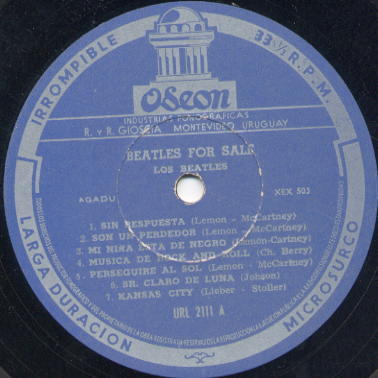 IRROMPIBLE
33 1/3 R.P.M.
Odeon
INDUSTRIAS FONOGRAFICAS
R. y R. GIOSCIA MONTEVIDEO URUGUAY
BEATLES FOR SALE
LOS BEATLES
AGADU
XEX 503
1. SIN RESPUESTA (Lemon - McCartney)
2. SON UN PERDEDOR (Lemon - McCartney)
3. MI NIÑA ESTA DE NEGRO (Lemon-Cartney)
4. MUSICA DE ROCK AND ROLL (Ch. Berry)
5. PERSEGUIRE AL SOL (Lemon - McCartney)
6. SR. CLARO DE LUNA (Johson)
7. KANSAS CITY (Lieber - Stoller)
URL 2111 A
LARGA DURACION
MICROSURCO